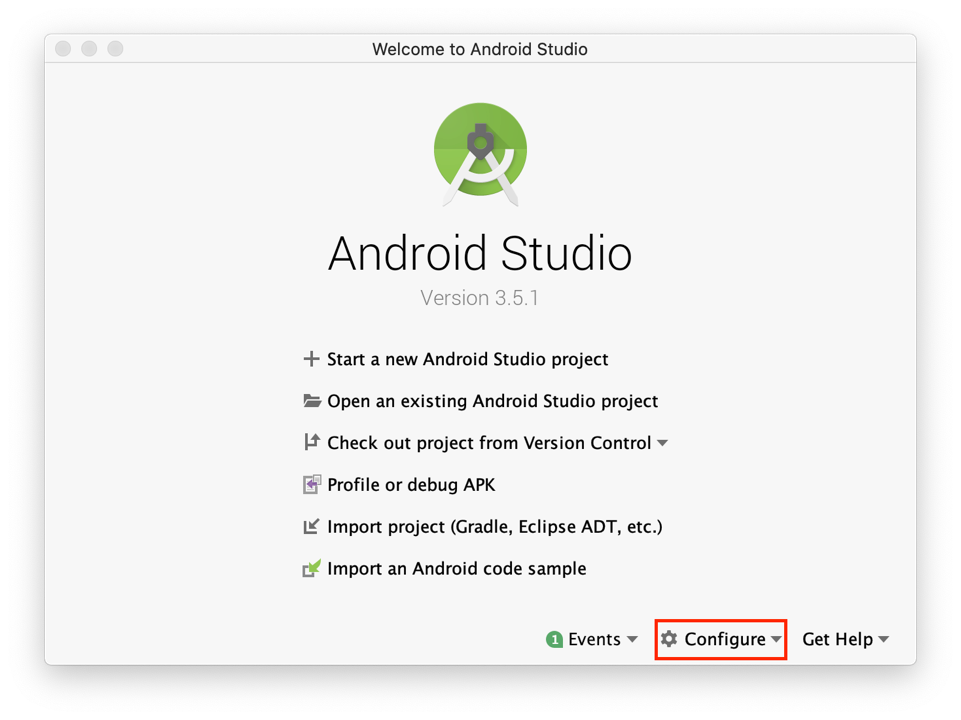 Welcome to Android Studio
Android Studio
Version 3.5.1
Start a new Android Studio project
Open an existing Android Studio project
Check out project from Version Control
Profile or debug APK
Import project (Gradle, Eclipse ADT, etc.)
Import an Android code sample
1 Events Configure Get Help